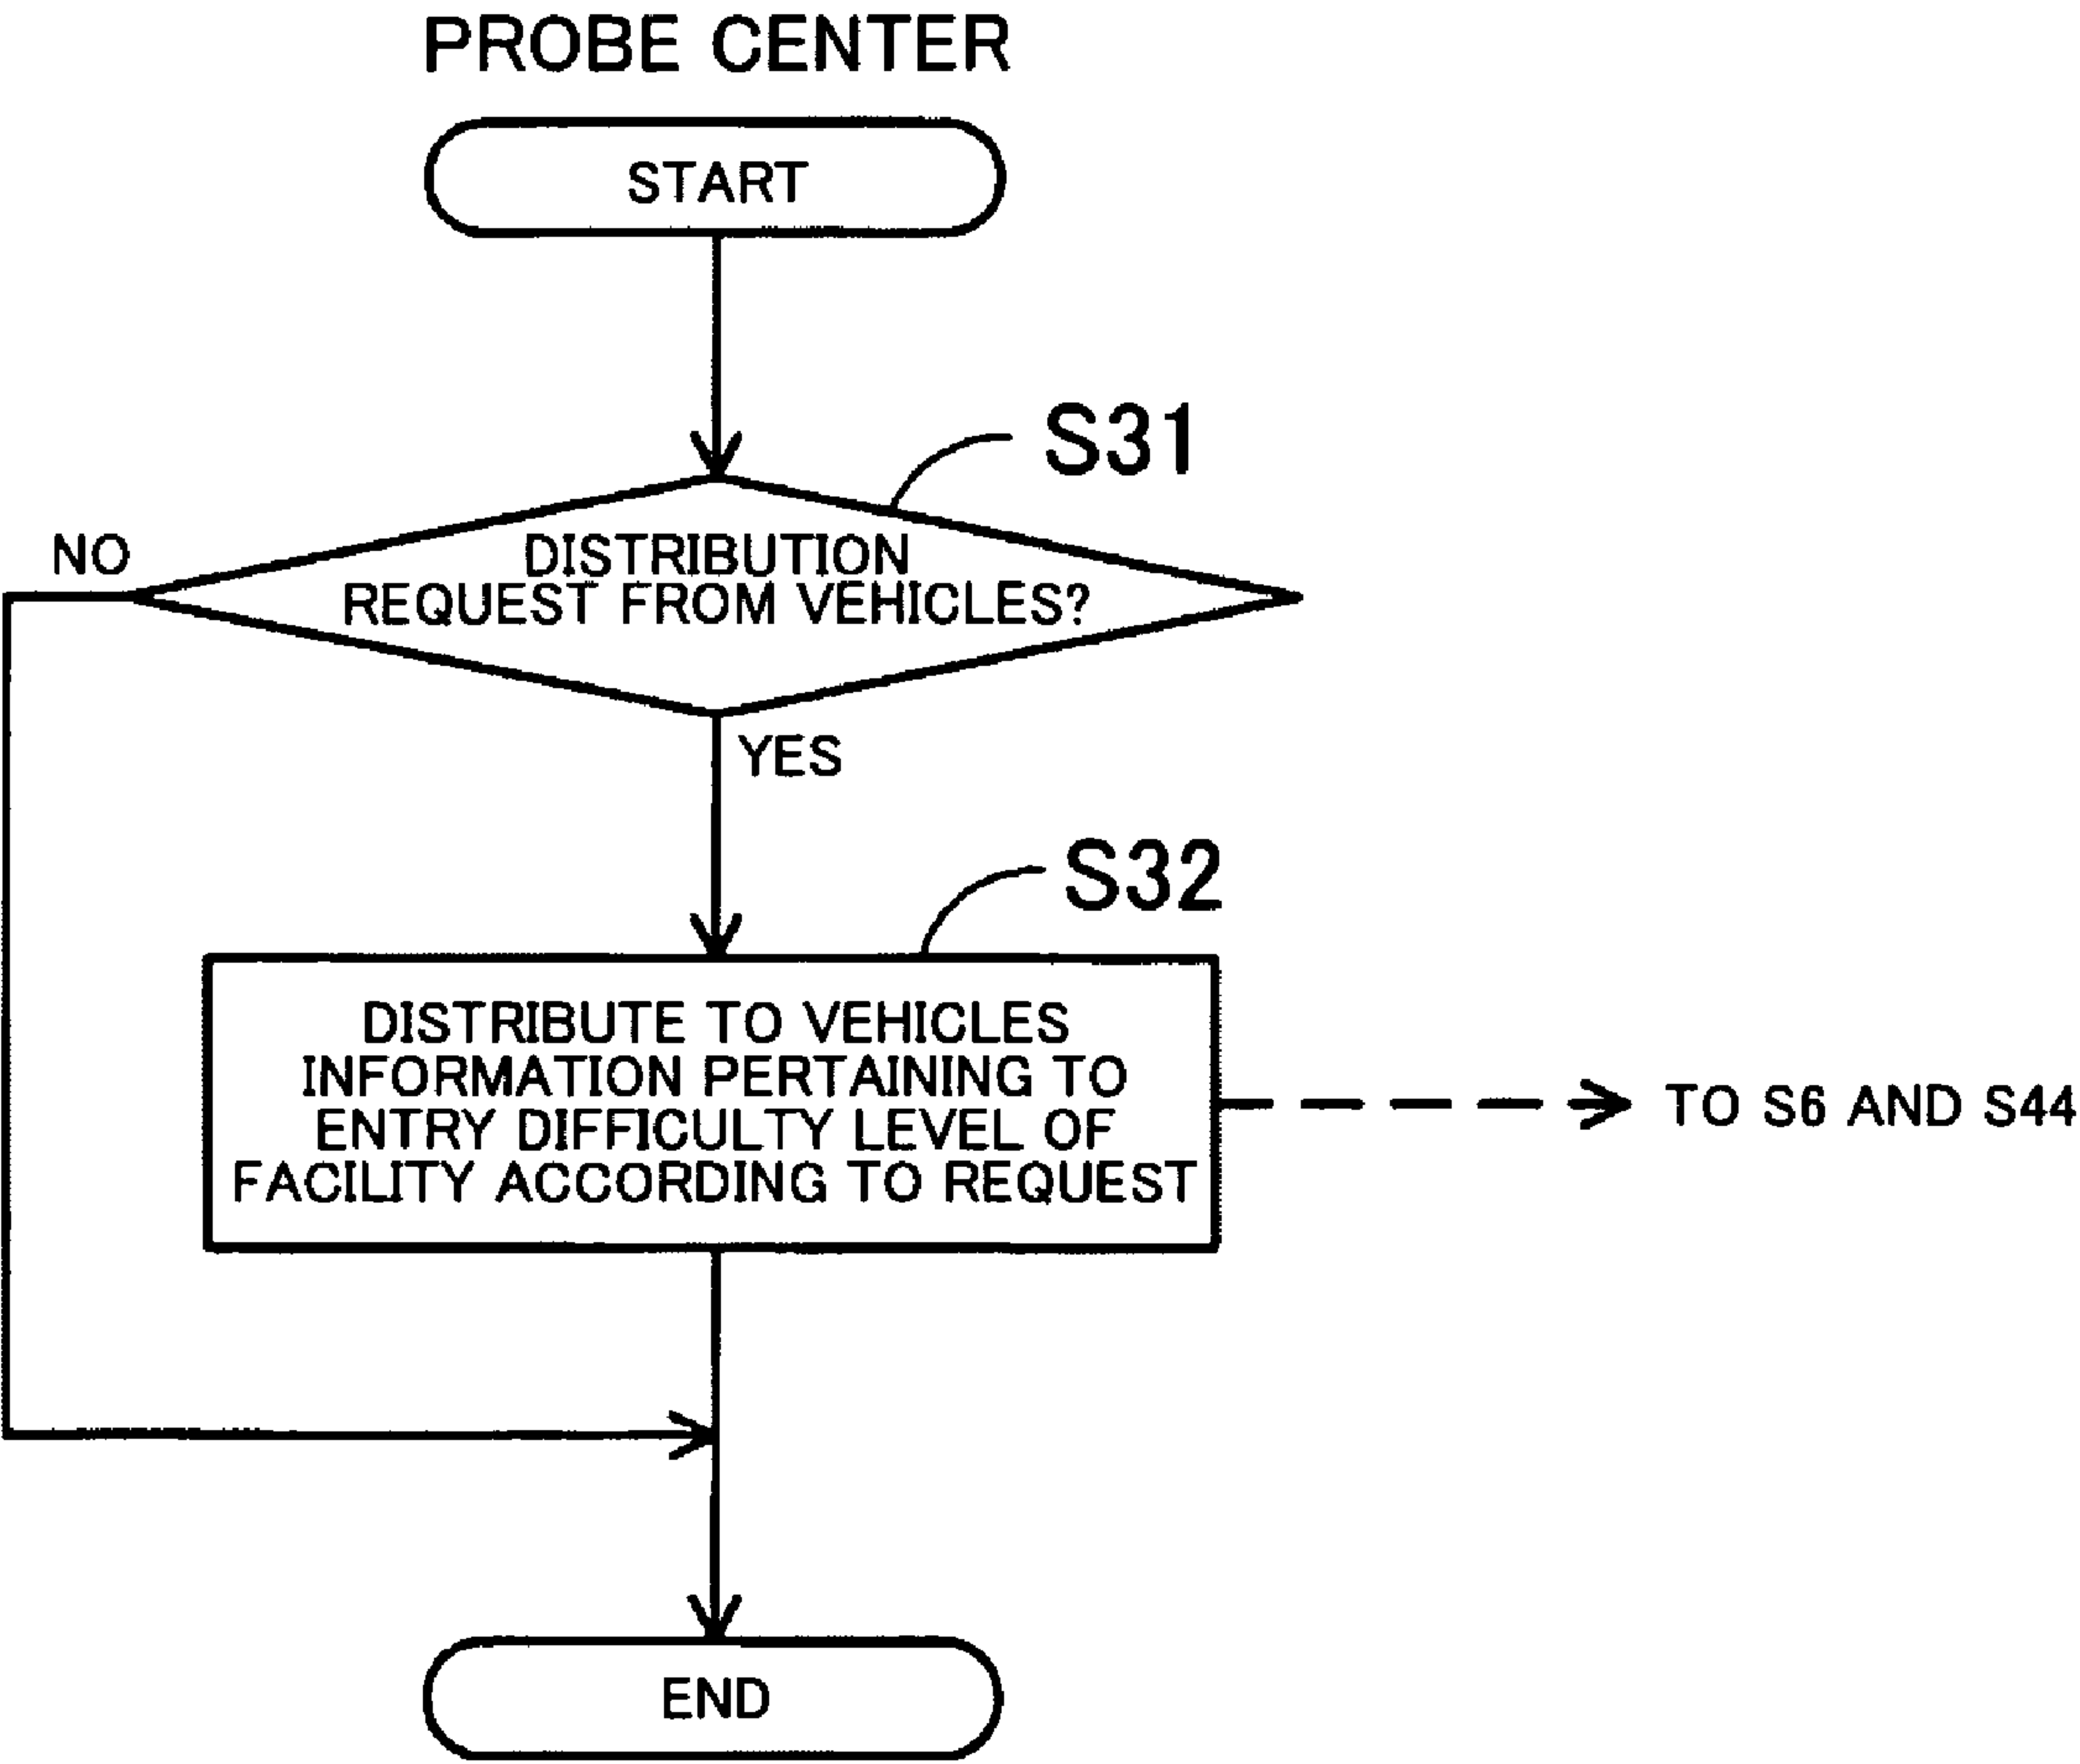 PROBE CENTER
START
S31
NO
DISTRIBUTION
REQUEST FROM VEHICLES?
YES
S32
DISTRIBUTE TO VEHICLES
INFORMATION PERTAINING TO
ENTRY DIFFICULTY LEVEL OF
FACILITY ACCORDING TO REQUEST
TO S6 AND S44
END